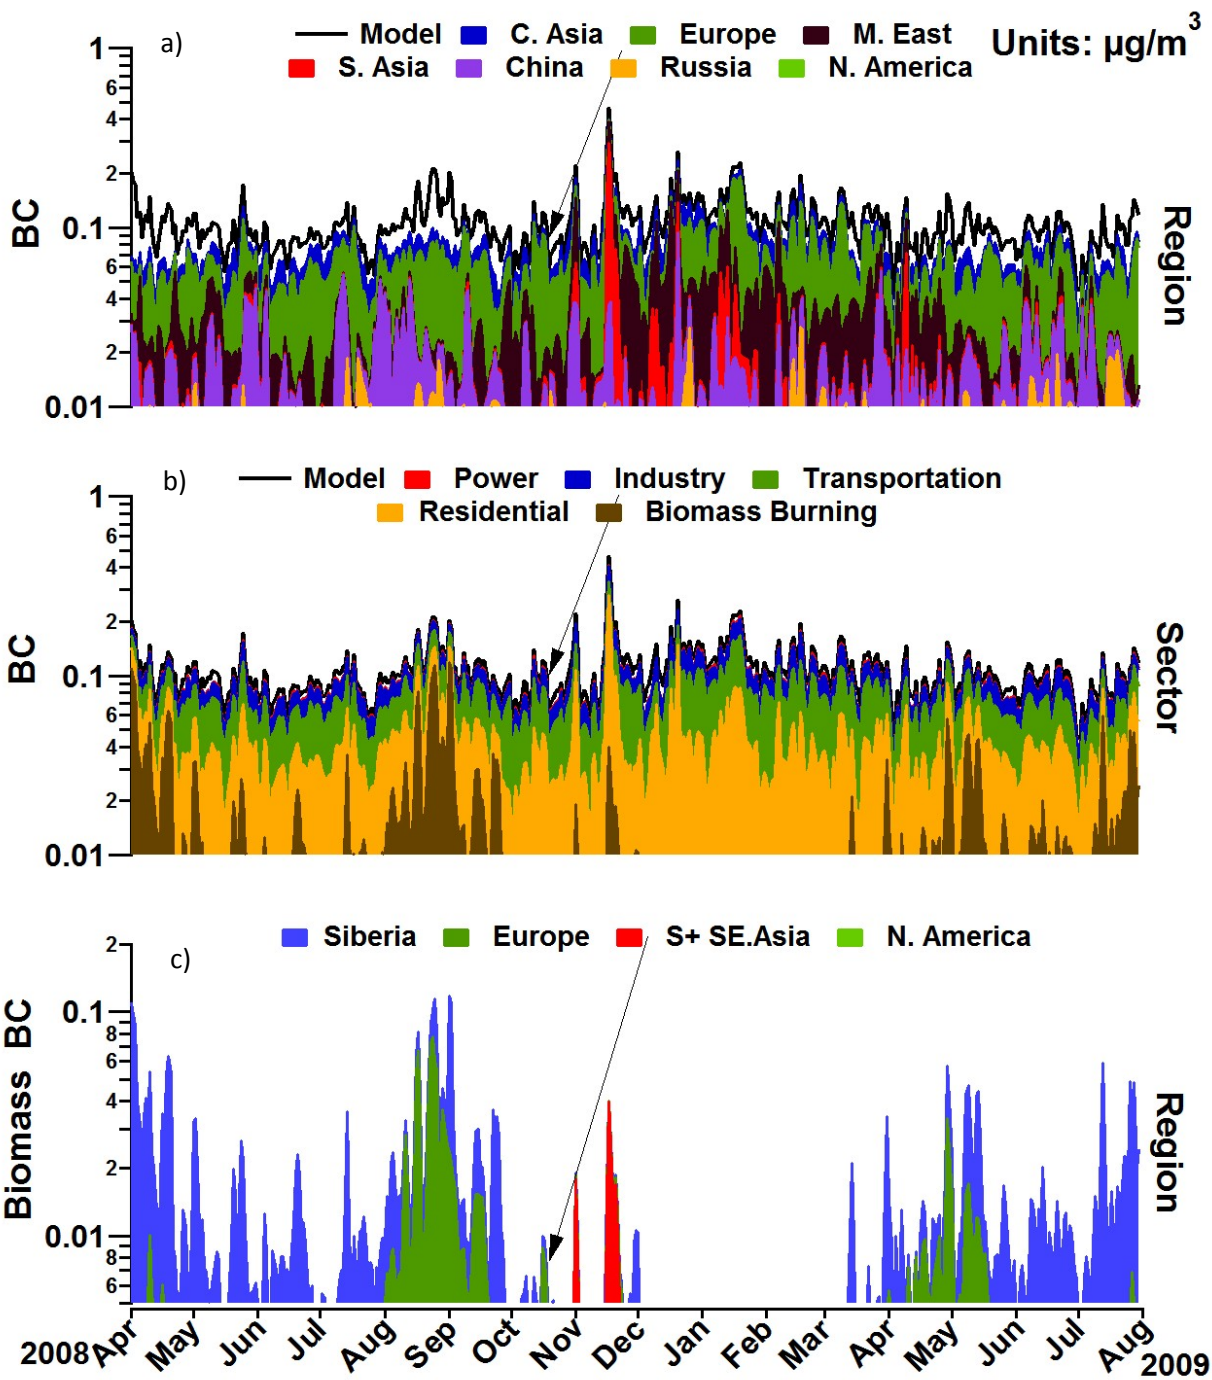 a)
Model C. Asia Europe M. East
S. Asia China Russia N. America
Units: µg/m³
1
6
4
2
0.1
6
4
2
0.01
BC
Region
b)
Model Power Industry Transportation
Residential Biomass Burning
1
6
4
2
0.1
6
4
2
0.01
BC
Sector
c)
Siberia Europe S+ SE.Asia N. America
2
0.1
8
6
4
2
0.01
8
6
Biomass BC
Region
Apr May Jun Jul Aug Sep Oct Nov Dec Jan Feb Mar Apr May Jun Jul Aug
2008 2009